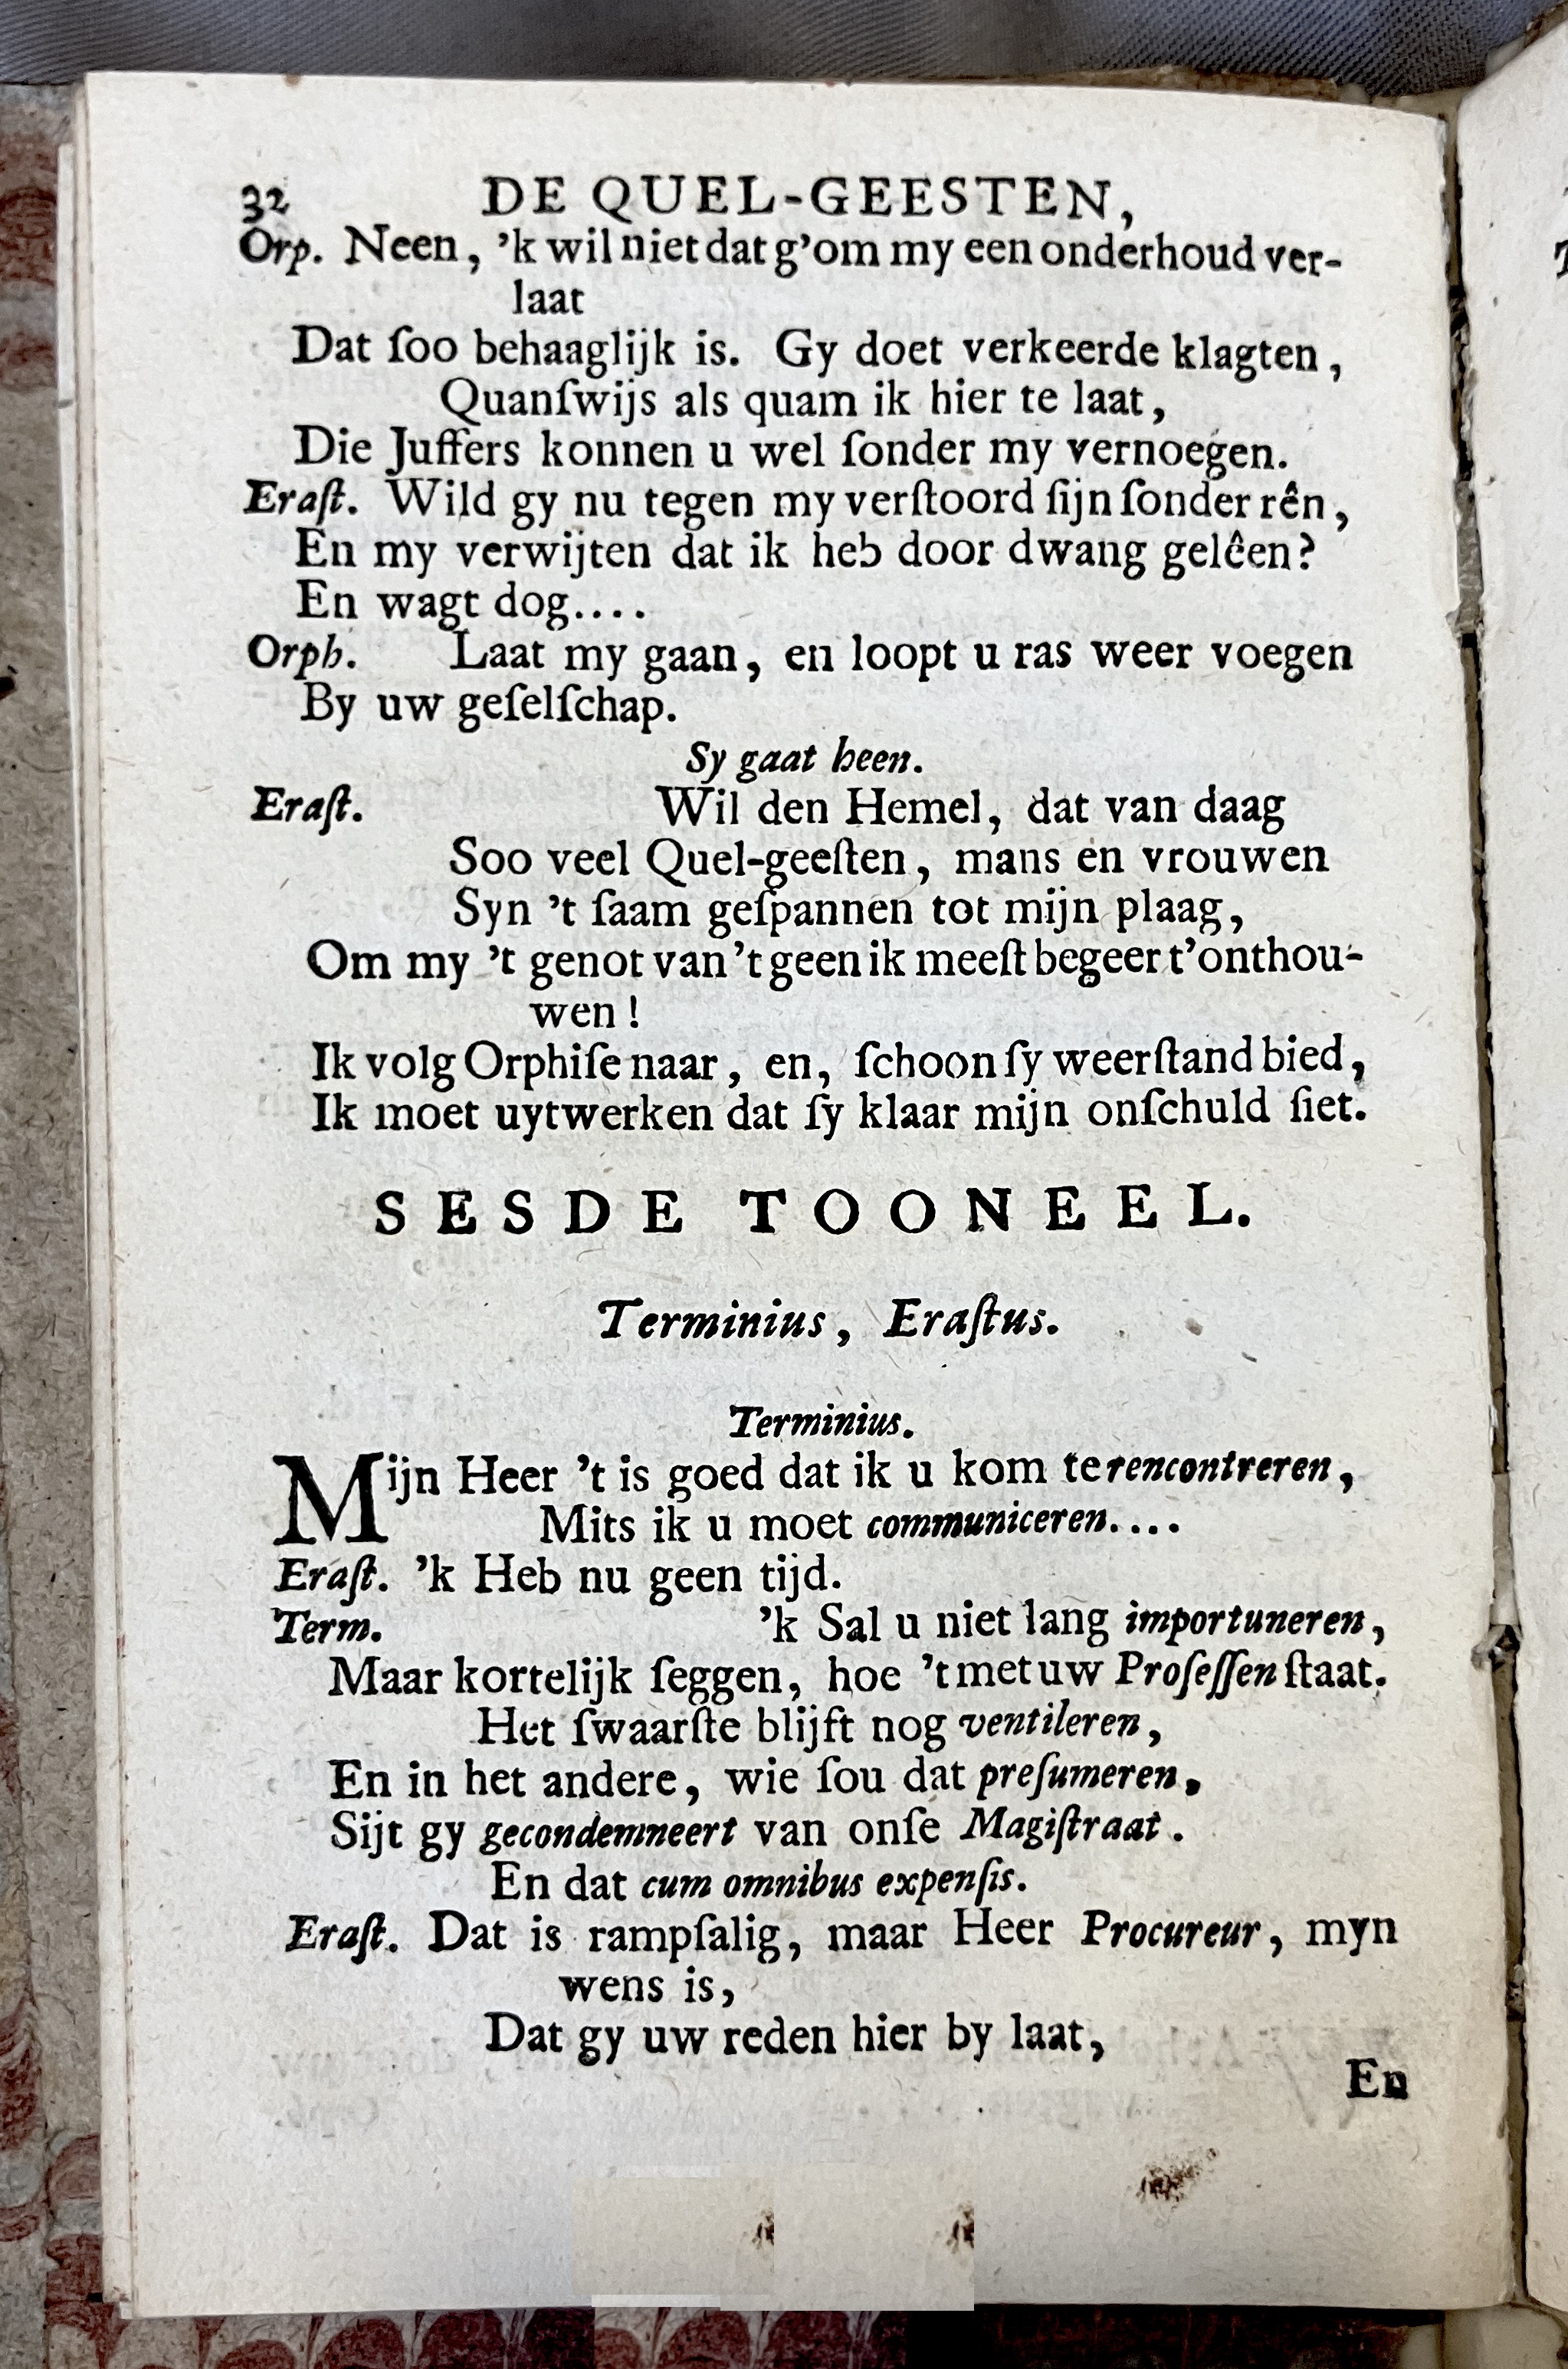 32 DE QUEL-GEESTEN,
Orp. Neen, ’k wil niet dat g’om my een onderhoud ver-
laat
Dat ſoo behaaglijk is. Gy doet verkeerde klagten,
Quanſwijs als quam ik hier te laat,
Die Juffers konnen u wel ſonder my vernoegen.
Eraſt. Wild gy nu tegen my verſtoord ſijn ſonder rên,
En my verwijten dat ik heb door dwang gelêen?
En wagt dog....
Orph. Laat my gaan, en loopt u ras weer voegen
By uw geſelſchap.
Sy gaat heen.
Eraſt. Wil den Hemel, dat van daag
Soo veel Quel-geeſten, mans en vrouwen
Syn ’t ſaam geſpannen tot mijn plaag,
Om my ’t genot van ’t geen ik meeſt begeer t’onthou-
wen!
Ik volg Orphiſe naar, en, ſchoon ſy weerſtand bied,
Ik moet uytwerken dat ſy klaar mijn onſchuld ſiet.
SESDE TOONEEL.
Terminius, Eraſtus.
Terminius.
Mijn Heer ’t is goed dat ik u kom te rencontreren,
Mits ik u moet communiceren....
Eraſt. ’k Heb nu geen tijd.
Term. ’k Sal u niet lang importuneren,
Maar kortelijk ſeggen, hoe ’t met uw Proſeſſen ſtaat.
Het ſwaarſte blijft nog ventileren,
En in het andere, wie ſou dat preſumeren,
Sijt gy gecondemneert van onſe Magiſtraat.
En dat cum omnibus expenſis.
Eraſt. Dat is rampſalig, maar Heer Procureur, myn
wens is,
Dat gy uw reden hier by laat,
En